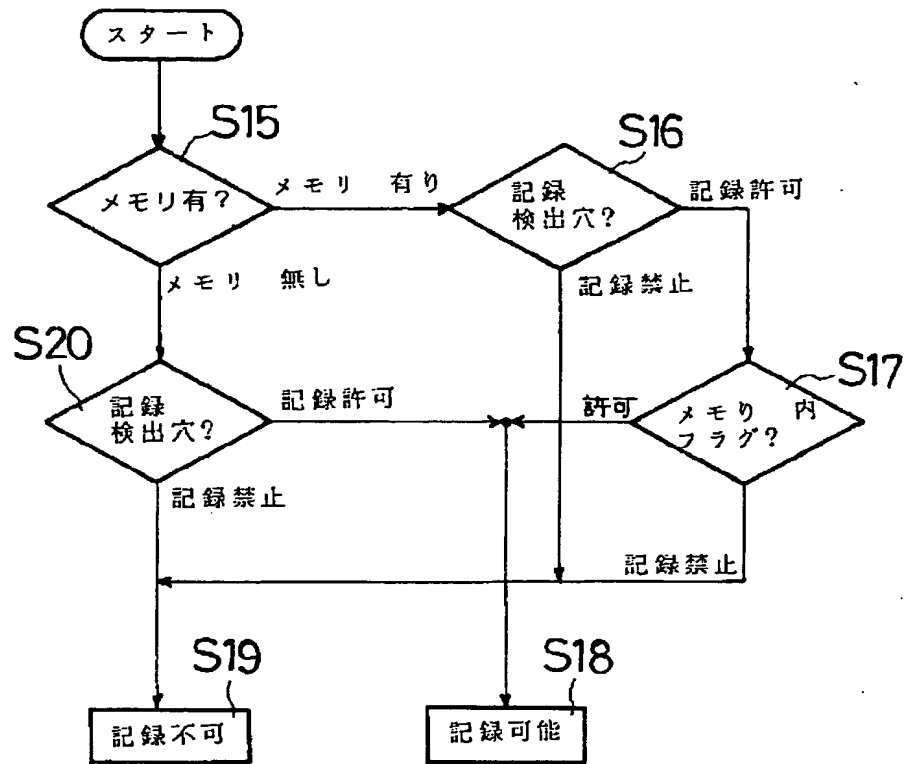 スタート
S15
メモリ有?
メモリ 有り
S16
記録
検出穴?
記録許可
メモリ 無し
記録禁止
S20
記録
検出穴?
記録許可
記録禁止
許可
S17
メモリ 内
フラグ?
記録禁止
S19
記録不可
S18
記録可能